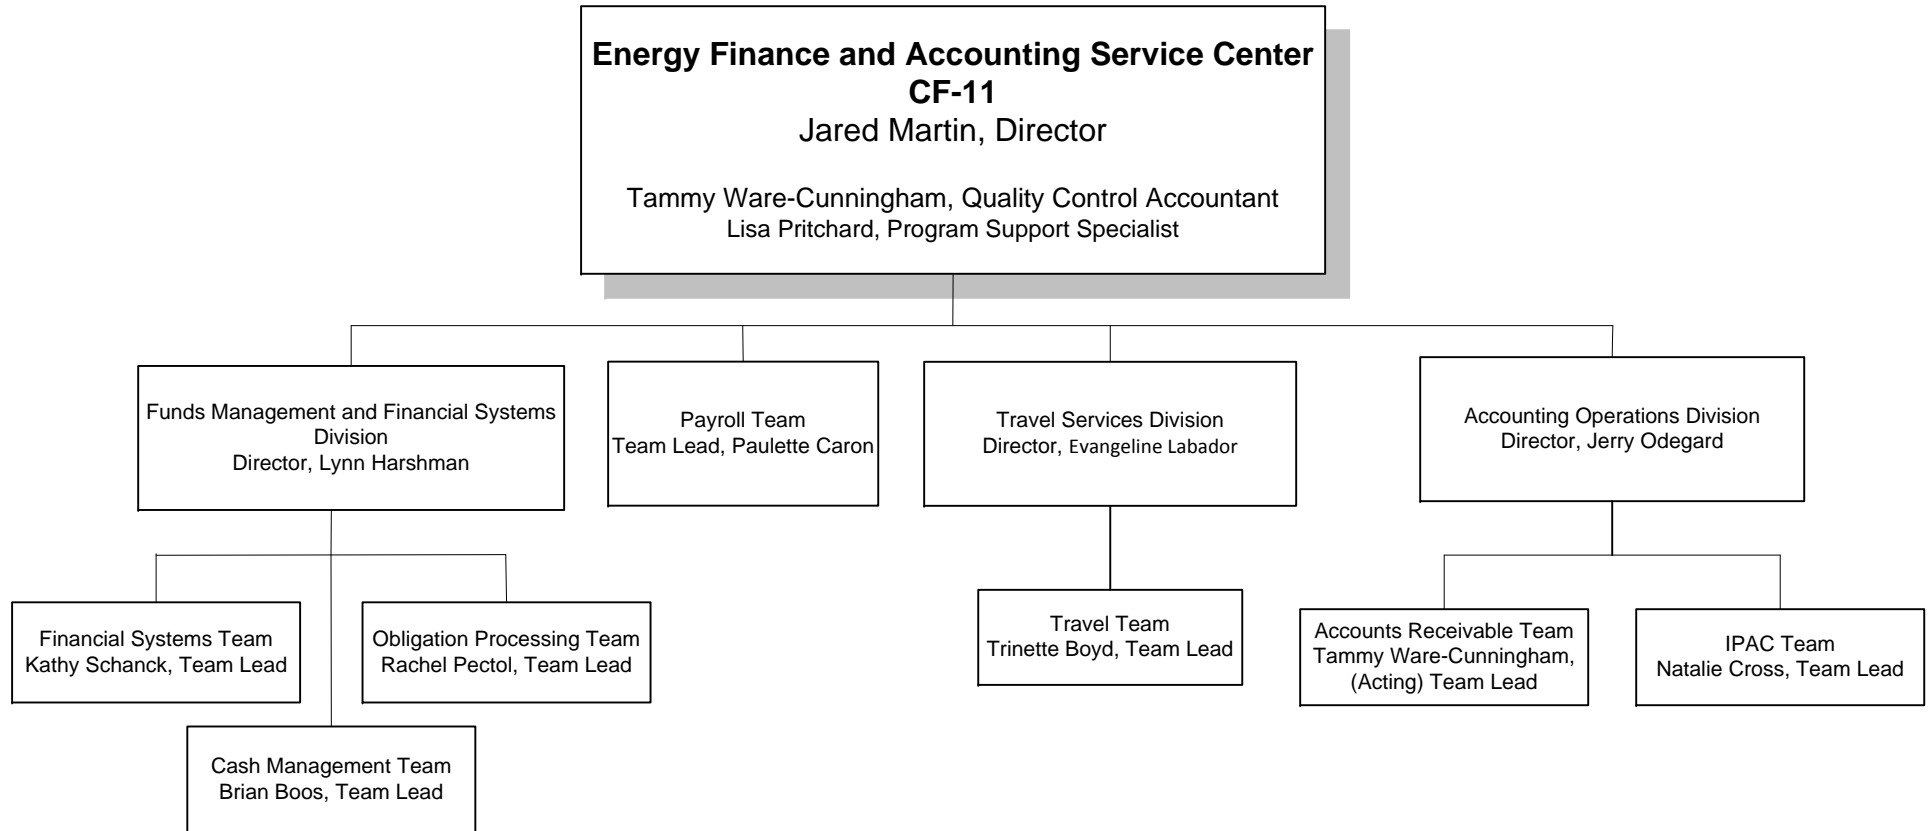 Energy Finance and Accounting Service Center
CF-11
Jared Martin, Director
Tammy Ware-Cunningham, Quality Control Accountant
Lisa Pritchard, Program Support Specialist
Funds Management and Financial Systems
Division
Director, Lynn Harshman
Payroll Team
Team Lead, Paulette Caron
Travel Services Division
Director, Evangeline Labador
Accounting Operations Division
Director, Jerry Odegard
Financial Systems Team
Kathy Schanck, Team Lead
Obligation Processing Team
Rachel Pectol, Team Lead
Cash Management Team
Brian Boos, Team Lead
Travel Team
Trinette Boyd, Team Lead
Accounts Receivable Team
Tammy Ware-Cunningham,
(Acting) Team Lead
IPAC Team
Natalie Cross, Team Lead